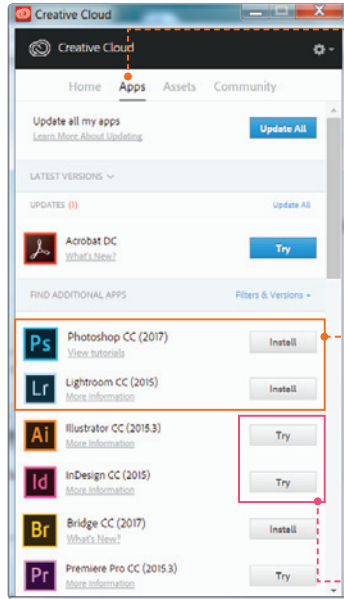 Creative Cloud
Creative Cloud
Home Apps Assets Community
Update all my apps
Learn More About Updating
Update All
LATEST VERSIONS
UPDATES (1)
Update All
Acrobat DC
What's New?
Try
FIND ADDITIONAL APPS
Filters & Versions
Ps
Photoshop CC (2017)
View tutorials
Install
Lr
Lightroom CC (2015)
More Information
Install
Ai
Illustrator CC (2015.3)
More Information
Try
Id
InDesign CC (2015)
More Information
Try
Br
Bridge CC (2017)
What's New?
Install
Pr
Premiere Pro CC (2015.3)
More Information
Try